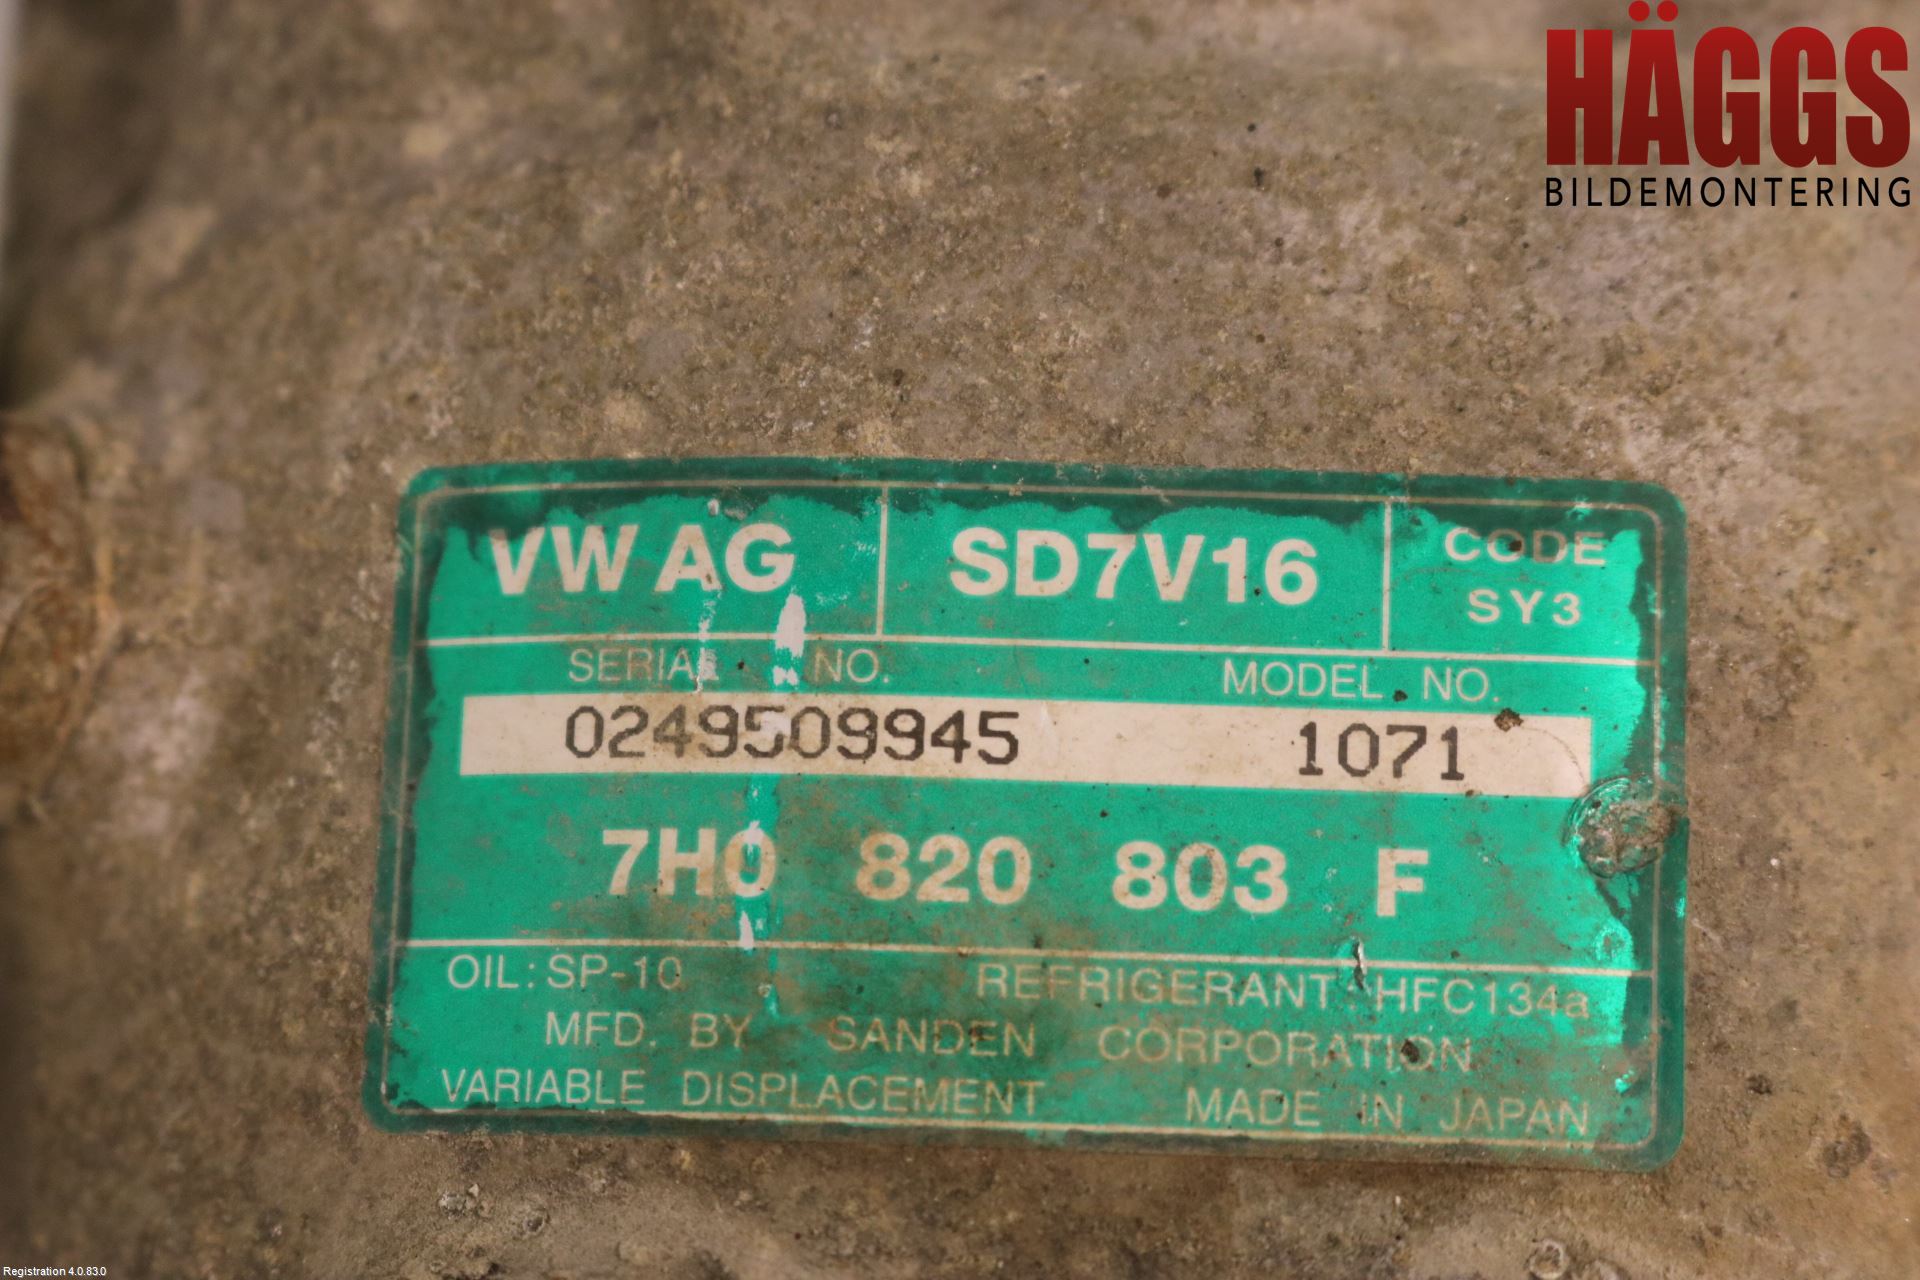 HÄGGS
BILDEMONTERING
VW AG SD7V16 CODE
SY3
SERIAL NO. MODEL NO.
0249509945 1071
7H0 820 803 F
OIL: SP-10 REFRIGERANT: HFC134a
MFD. BY SANDEN CORPORATION
VARIABLE DISPLACEMENT MADE IN JAPAN
Registration 4.0.83.0